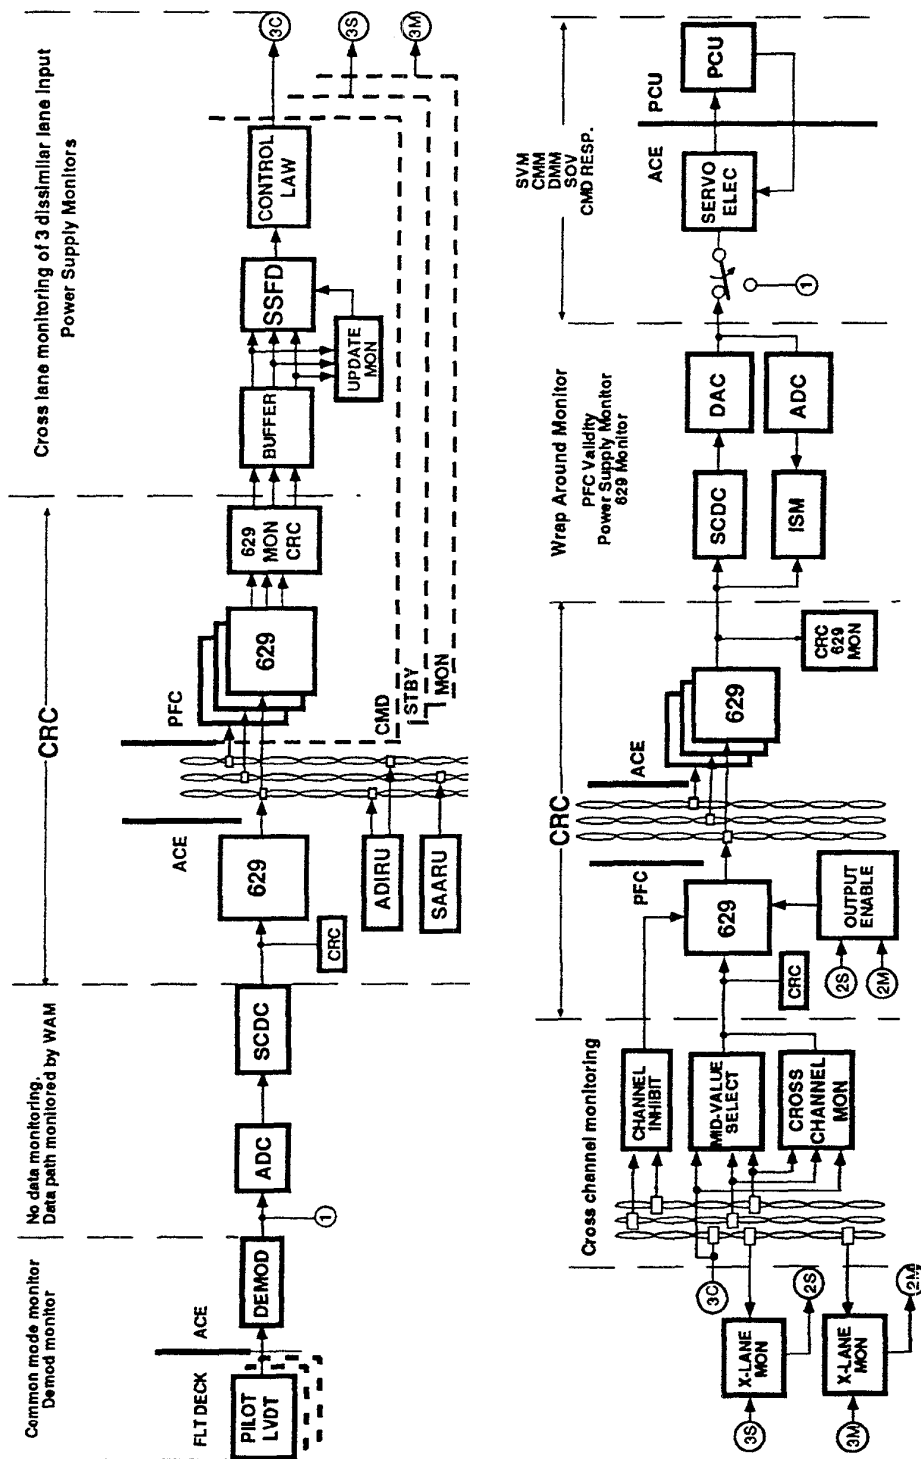 Common mode monitor
Demod monitor
No data monitoring.
Data path monitored by WAM
CRC
Cross lane monitoring of 3 dissimilar lane input
Power Supply Monitors
FLT DECK
ACE
PILOT
LVDT
DEMOD
1
ADC
SCDC
CRC
ACE
629
ADIRU
SAARU
PFC
629
CMD
STBY
MON
629
MON
CRC
BUFFER
UPDATE
MON
SSFD
CONTROL
LAW
3C
3S
3M
Cross channel monitoring
CRC
Wrap Around Monitor
PFC Validity
Power Supply Monitor
629 Monitor
SVM
CMM
DMM
SOV
CMD RESP.
3S
X-LANE
MON
2S
3M
X-LANE
MON
2M
3C
CHANNEL
INHIBIT
MID-VALUE
SELECT
CROSS
CHANNEL
MON
CRC
PFC
629
2S
2M
OUTPUT
ENABLE
ACE
629
CRC
629
MON
SCDC
DAC
ISM
ADC
1
ACE
PCU
SERVO
ELEC
PCU